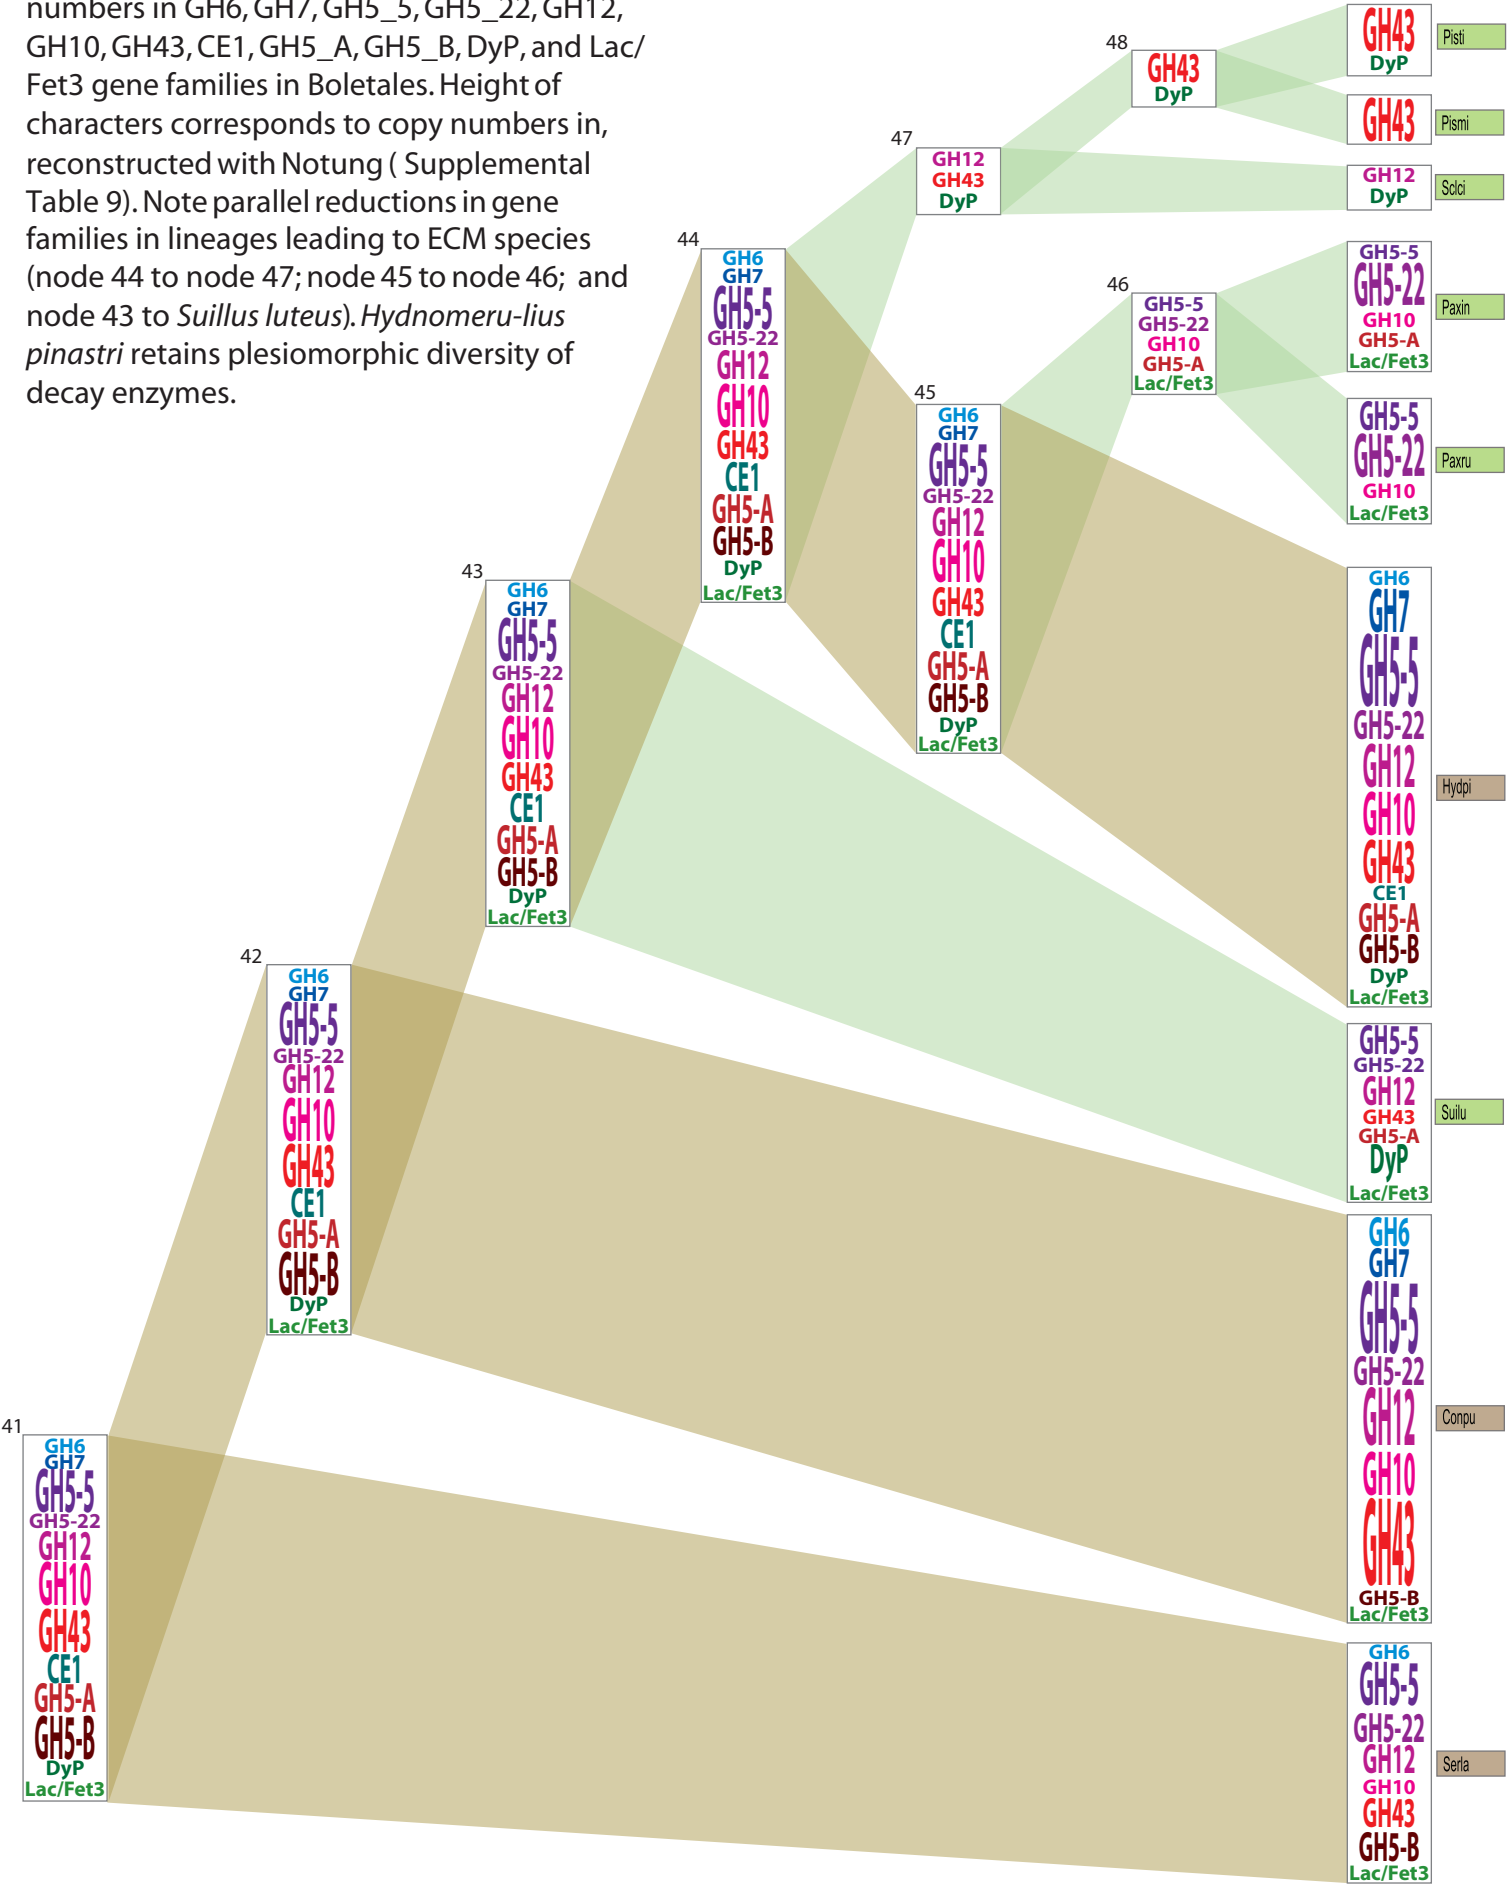 numbers in GH6, GH7, GH5_5, GH5_22, GH12,
GH10, GH43, CE1, GH5_A, GH5_B, DyP, and Lac/
Fet3 gene families in Boletales. Height of
characters corresponds to copy numbers in,
reconstructed with Notung ( Supplemental
Table 9). Note parallel reductions in gene
families in lineages leading to ECM species
(node 44 to node 47; node 45 to node 46; and
node 43 to Suillus luteus). Hydnomeru-lius
pinastri retains plesiomorphic diversity of
decay enzymes.
48
GH43
DyP
GH43
DyP
Pisti
GH43
Pismi
47
GH12
GH43
DyP
GH12
DyP
Sclci
44
GH6
GH7
GH5-5
GH5-22
GH12
GH10
GH43
CE1
GH5-A
GH5-B
DyP
Lac/Fet3
46
GH5-5
GH5-22
GH10
GH5-A
Lac/Fet3
GH5-5
GH5-22
GH10
GH5-A
Lac/Fet3
Paxin
GH5-5
GH5-22
GH10
Lac/Fet3
Paxru
45
GH6
GH7
GH5-5
GH5-22
GH12
GH10
GH43
CE1
GH5-A
GH5-B
DyP
Lac/Fet3
GH6
GH7
GH5-5
GH5-22
GH12
GH10
GH43
CE1
GH5-A
GH5-B
DyP
Lac/Fet3
Hydpi
43
GH6
GH7
GH5-5
GH5-22
GH12
GH10
GH43
CE1
GH5-A
GH5-B
DyP
Lac/Fet3
GH5-5
GH5-22
GH12
GH43
GH5-A
DyP
Lac/Fet3
Suilu
42
GH6
GH7
GH5-5
GH5-22
GH12
GH10
GH43
CE1
GH5-A
GH5-B
DyP
Lac/Fet3
GH6
GH7
GH5-5
GH5-22
GH12
GH10
GH43
GH5-B
Lac/Fet3
Conpu
41
GH6
GH7
GH5-5
GH5-22
GH12
GH10
GH43
CE1
GH5-A
GH5-B
DyP
Lac/Fet3
GH6
GH5-5
GH5-22
GH12
GH10
GH43
GH5-B
Lac/Fet3
Serla